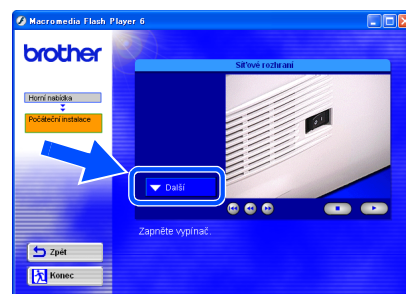 Macromedia Flash Player 6
brother
Síťové rozhraní
Horní nabídka
Počáteční instalace
Další
Zapněte vypínač.
Zpět
Konec